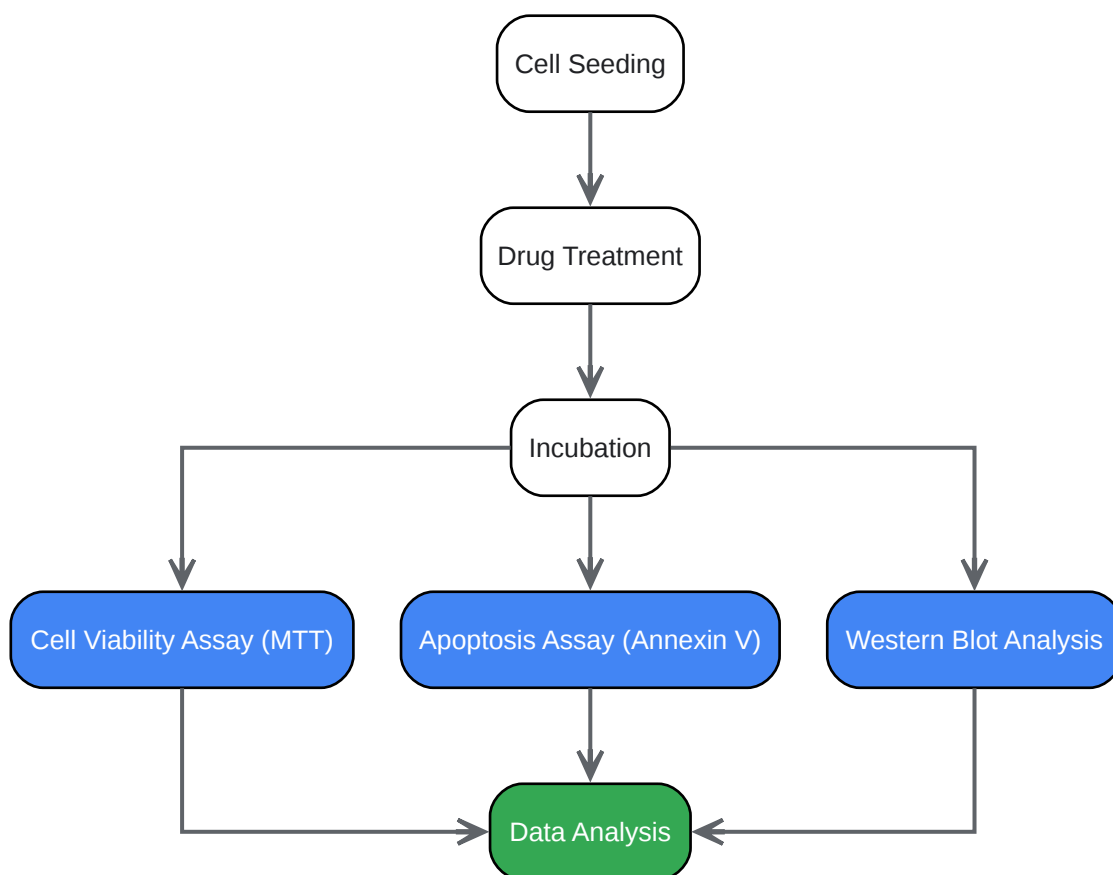 Cell Seeding
Drug Treatment
Incubation
Cell Viability Assay (MTT)
Apoptosis Assay (Annexin V)
Western Blot Analysis
Data Analysis